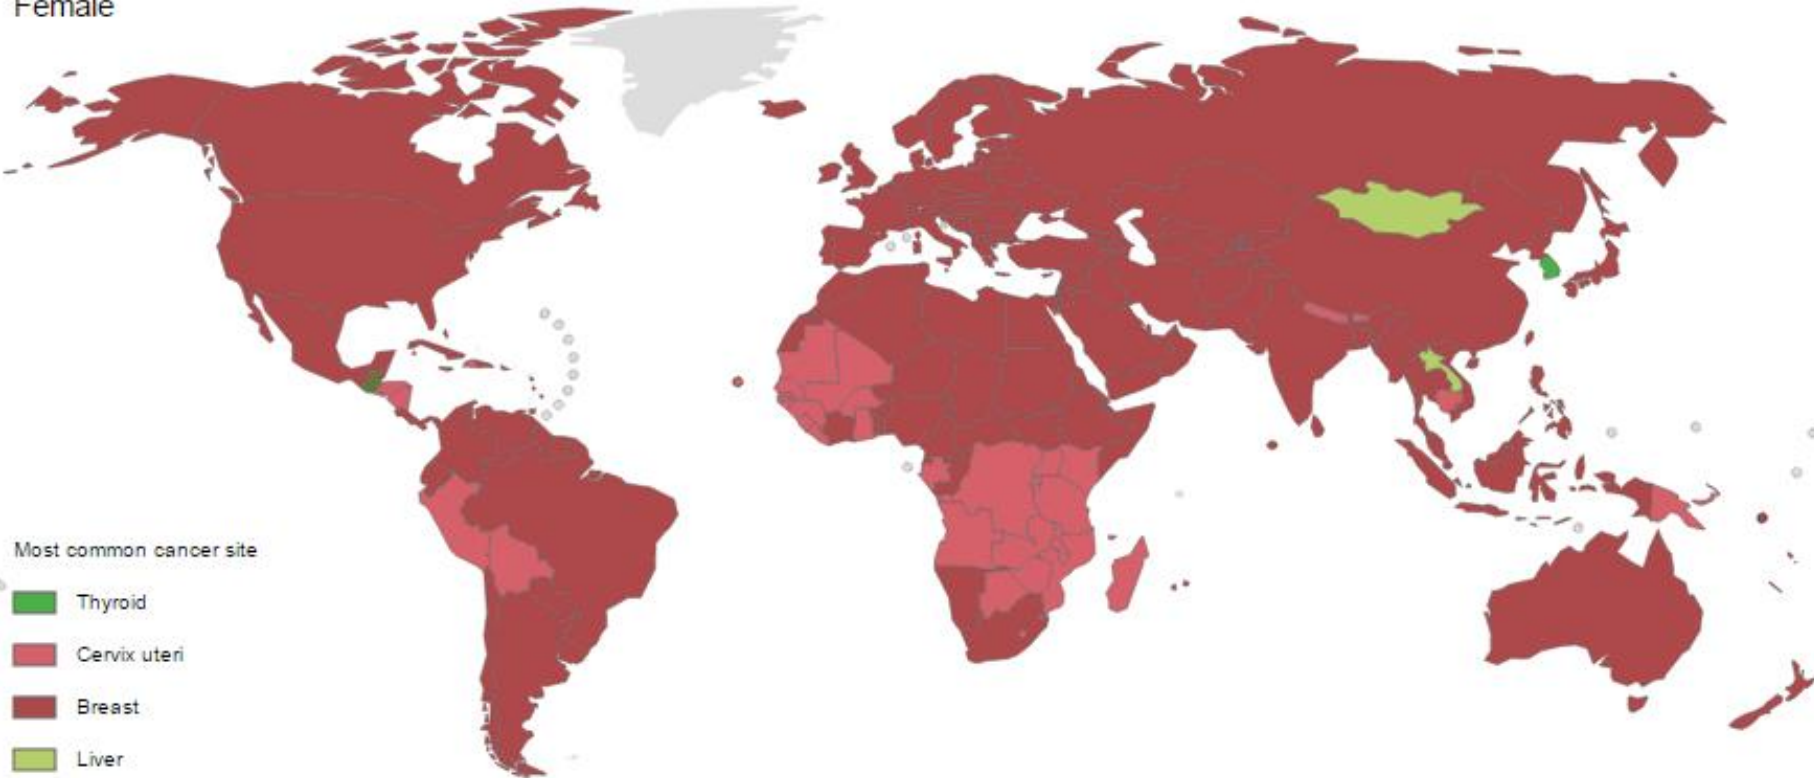 Female
Most common cancer site
Thyroid
Cervix uteri
Breast
Liver